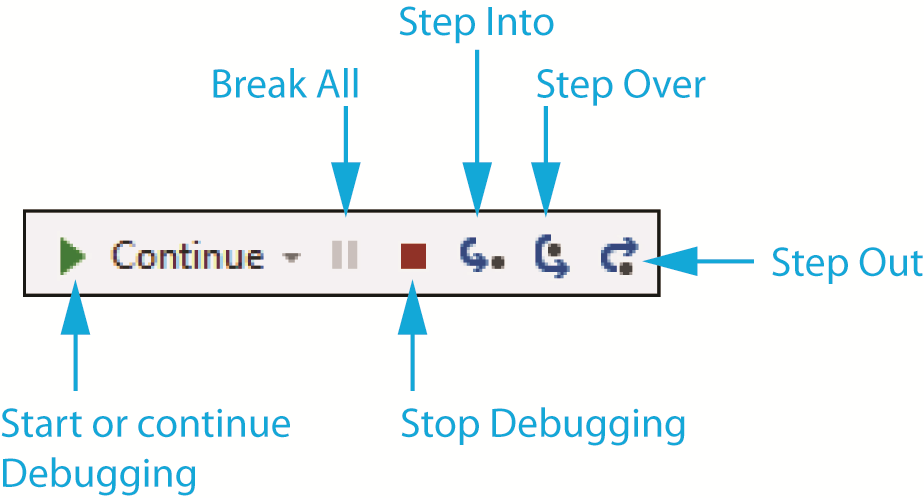 Step Into
Break All
Step Over
Continue
Step Out
Start or continue
Debugging
Stop Debugging